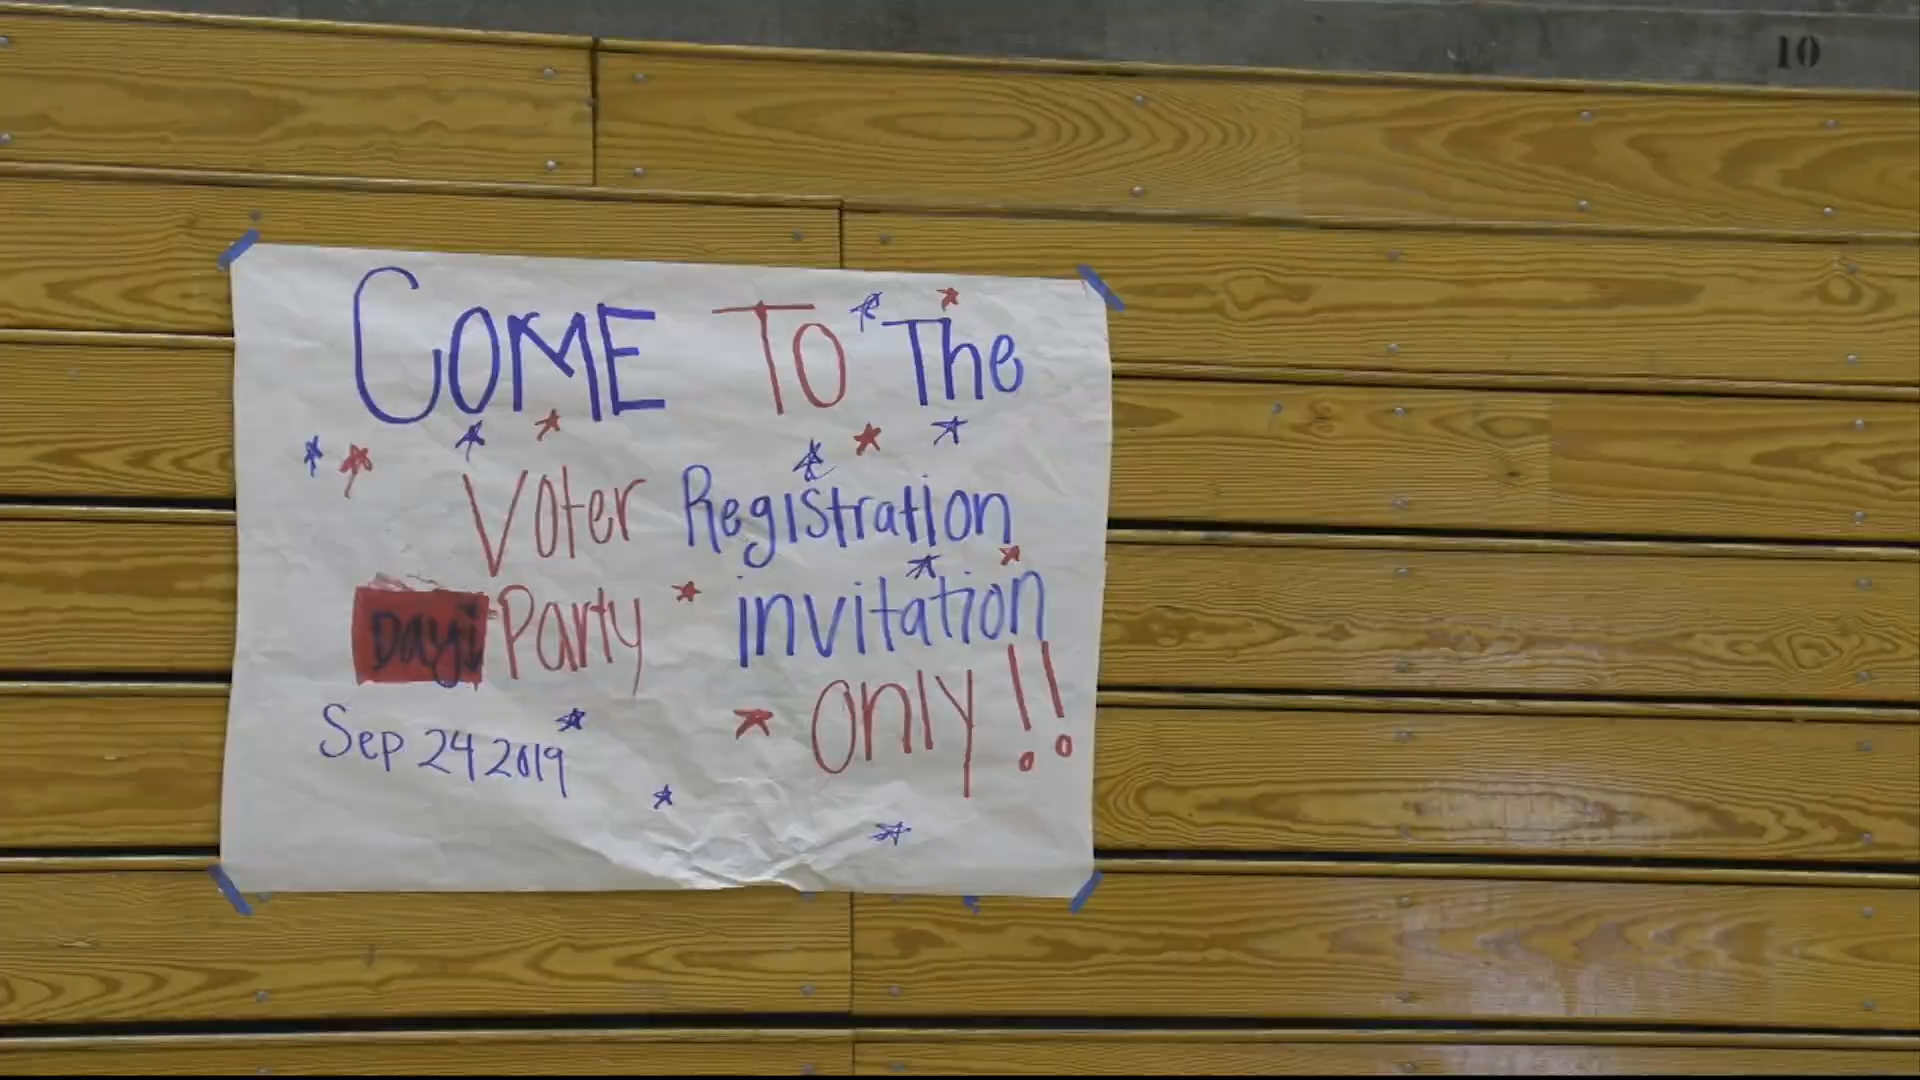 10
COME TO The
Voter Registration
Day! Party invitation
only!!
Sep 24 2019